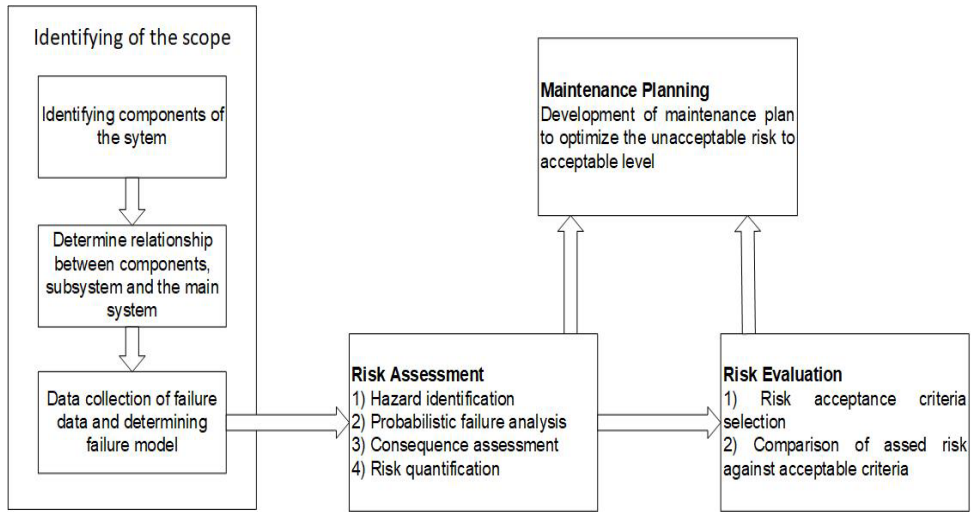 Identifying of the scope
Identifying components of
the sytem
Determine relationship
between components,
subsystem and the main
system
Data collection of failure
data and determining
failure model
Risk Assessment
1) Hazard identification
2) Probabilistic failure analysis
3) Consequence assessment
4) Risk quantification
Maintenance Planning
Development of maintenance plan
to optimize the unacceptable risk to
acceptable level
Risk Evaluation
1) Risk acceptance criteria
selection
2) Comparison of assed risk
against acceptable criteria